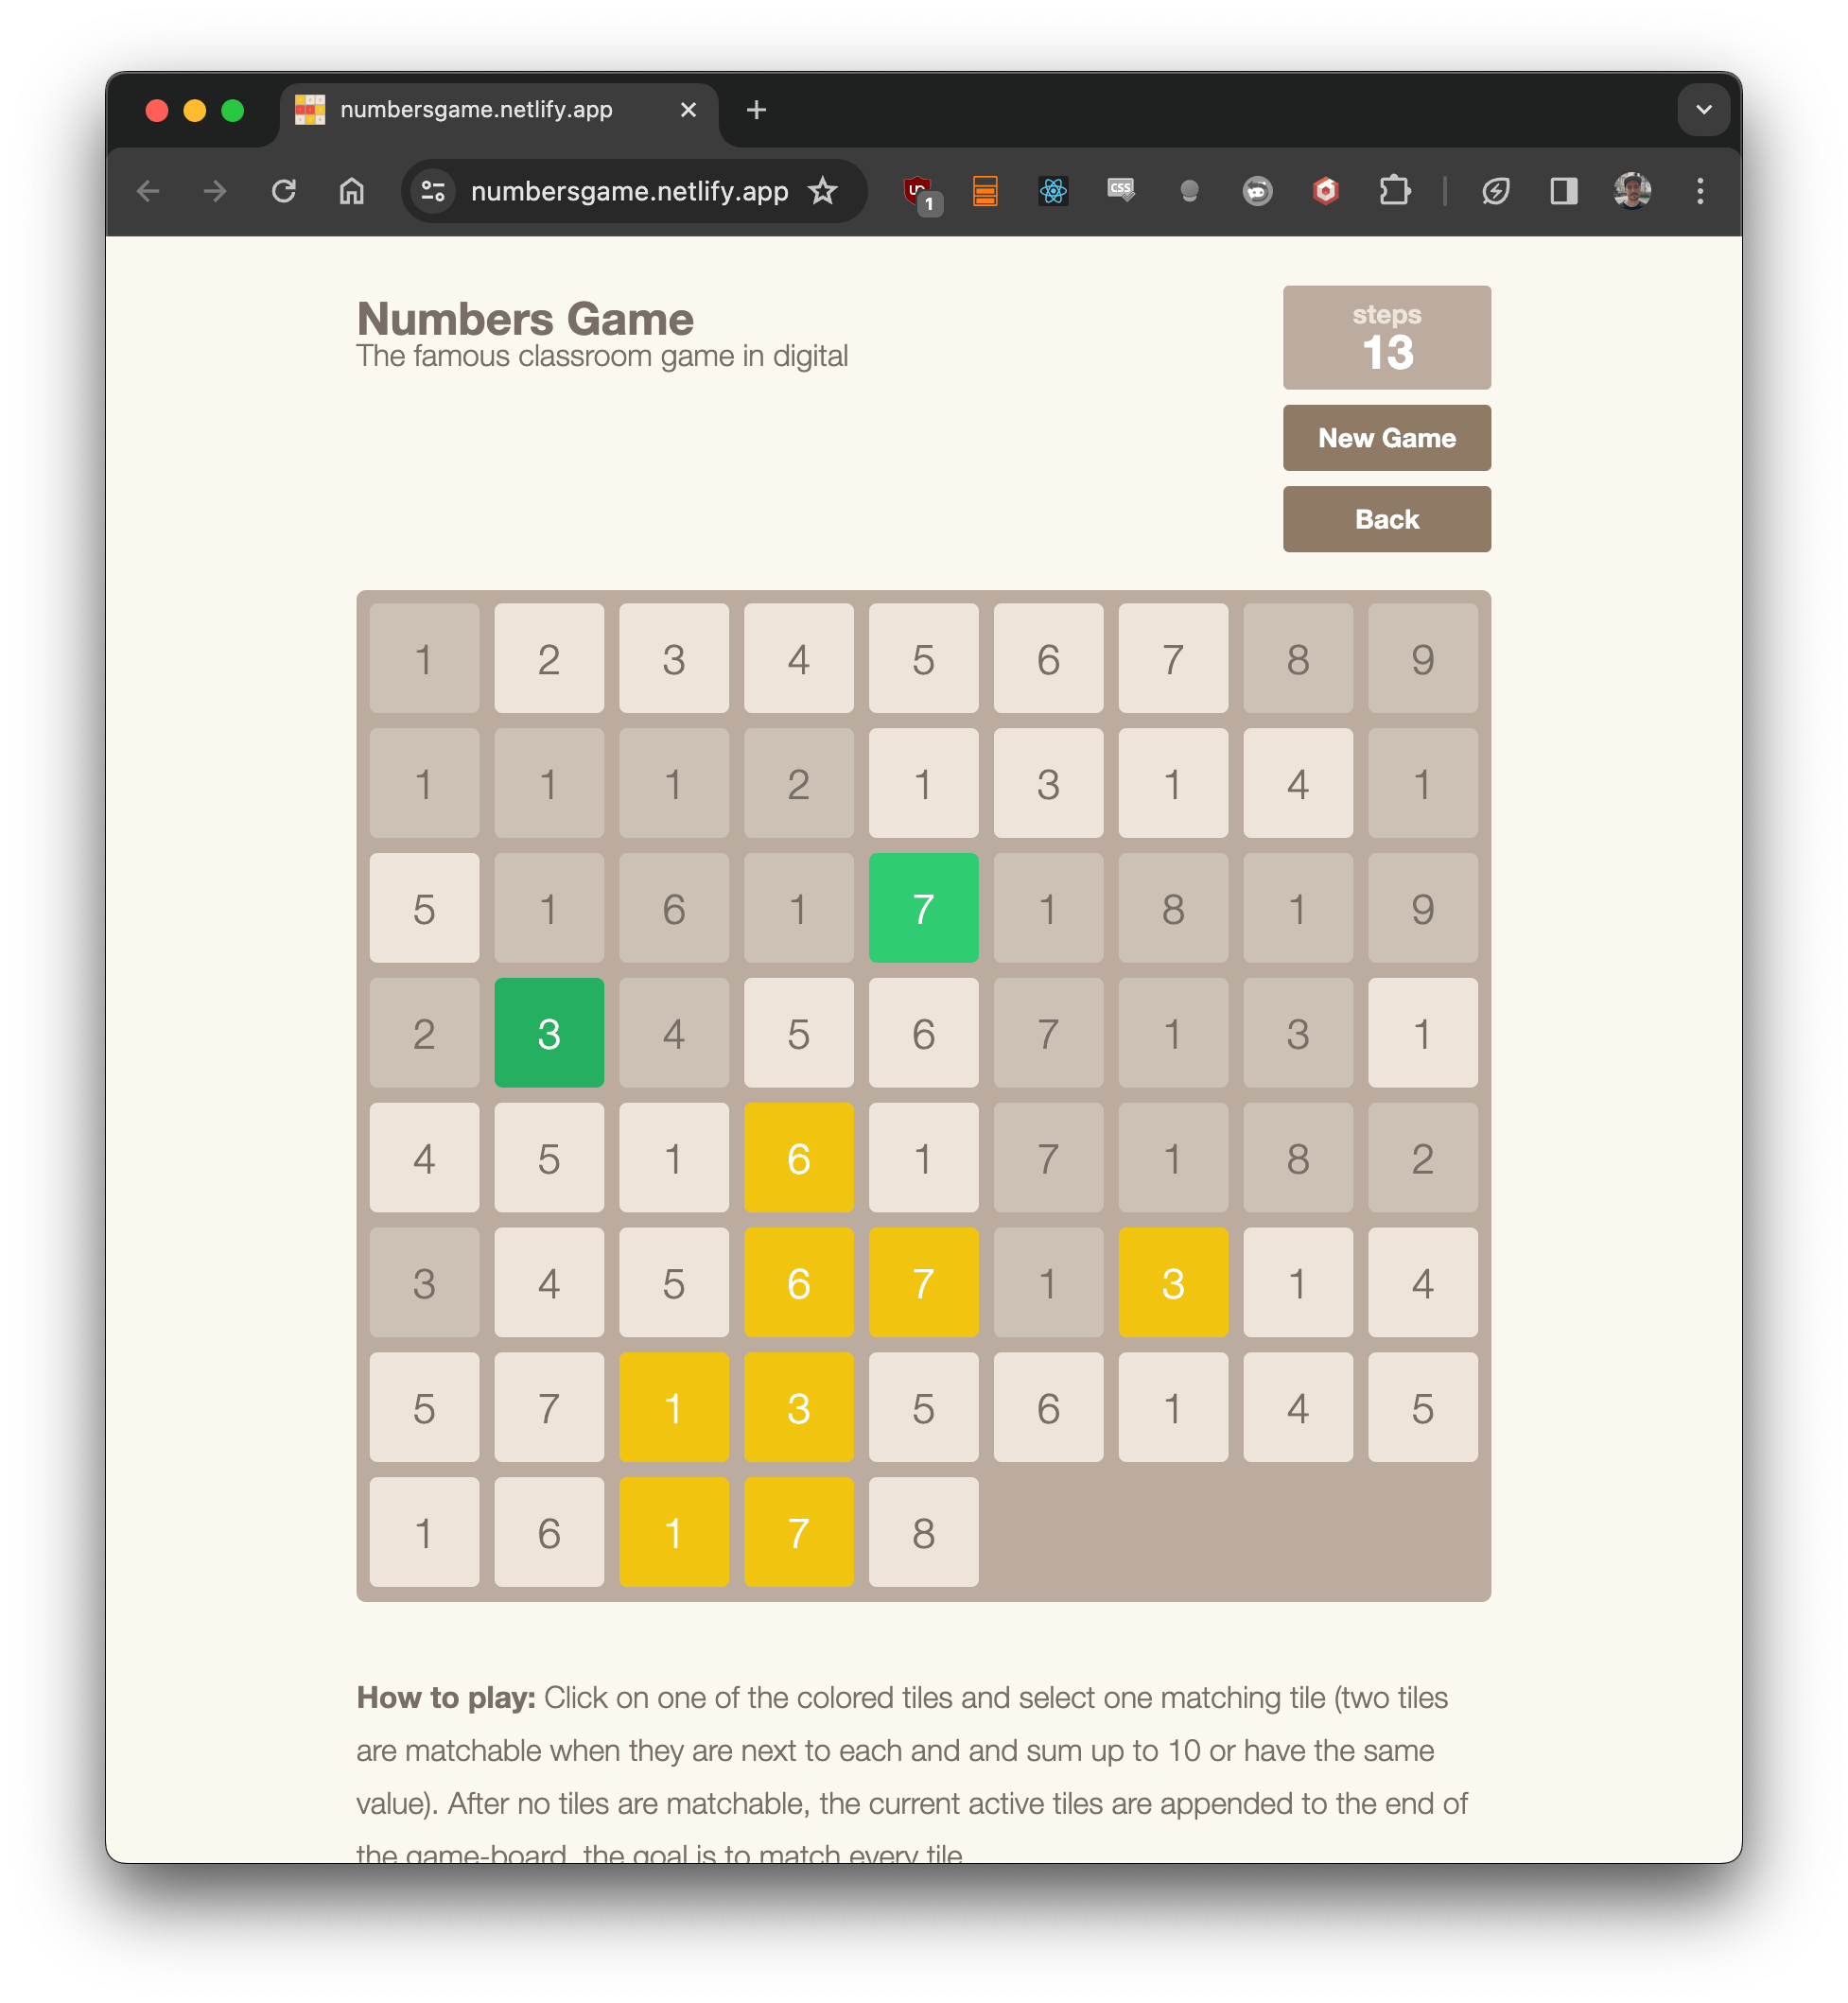 numbersgame.netlify.app
numbersgame.netlify.app
1
Numbers Game
The famous classroom game in digital
steps
13
New Game
Back
1 2 3 4 5 6 7 8 9
1 1 1 2 1 3 1 4 1
5 1 6 1 7 1 8 1 9
2 3 4 5 6 7 1 3 1
4 5 1 6 1 7 1 8 2
3 4 5 6 7 1 3 1 4
5 7 1 3 5 6 1 4 5
1 6 1 7 8
How to play: Click on one of the colored tiles and select one matching tile (two tiles
are matchable when they are next to each and and sum up to 10 or have the same
value). After no tiles are matchable, the current active tiles are appended to the end of
the game-board, the goal is to match every tile